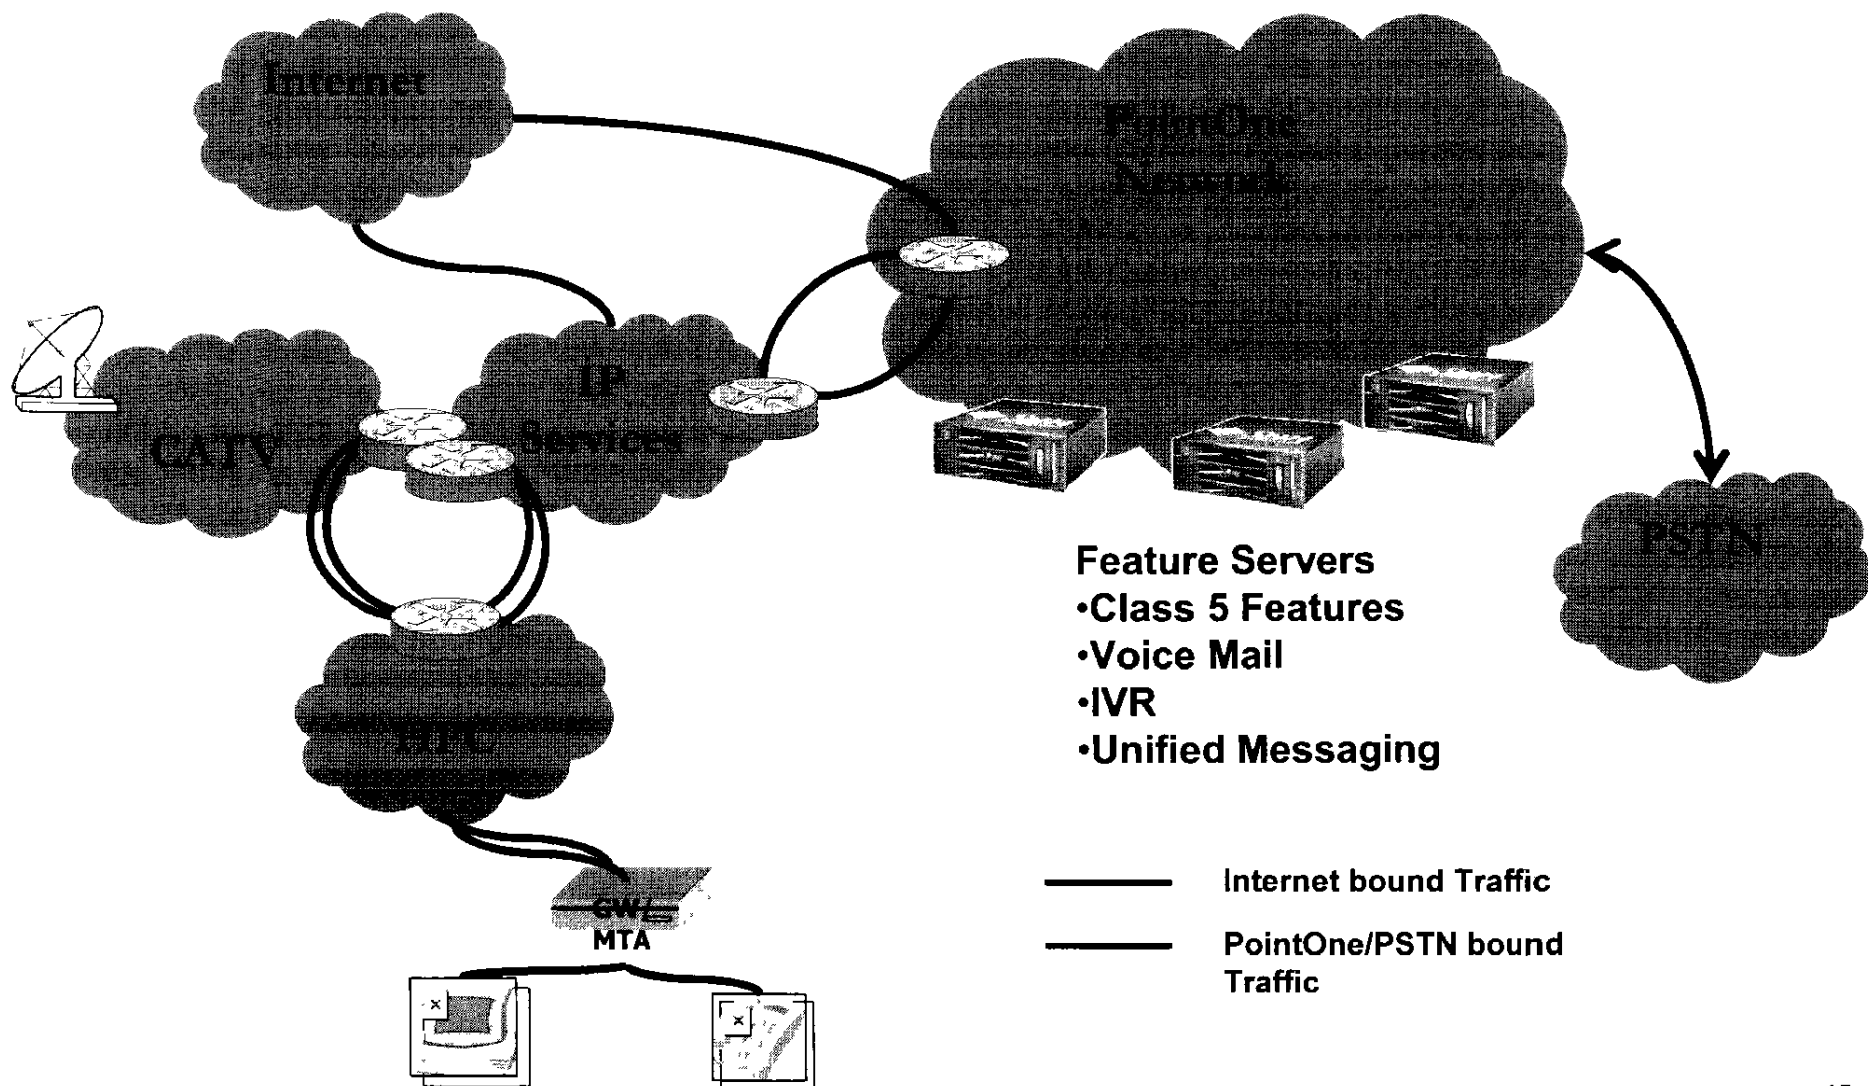 Internet
PointOne
Network
IP
Services
CATV
PSTN
HFC
Feature Servers
•Class 5 Features
•Voice Mail
•IVR
•Unified Messaging
GW/
MTA
Internet bound Traffic
PointOne/PSTN bound
Traffic